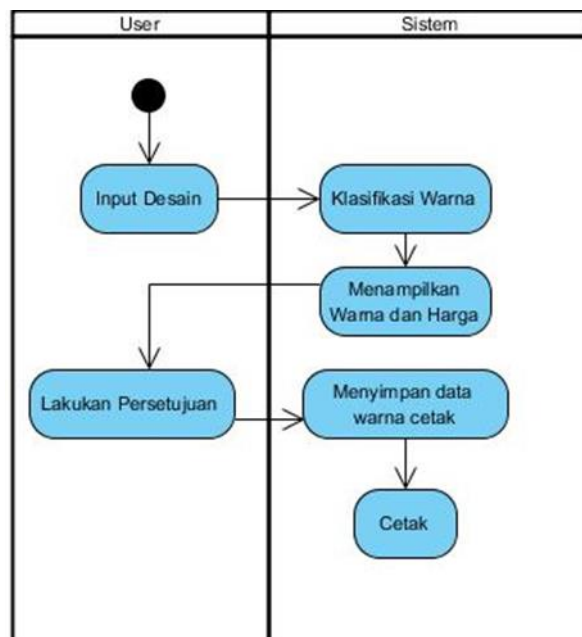 User
Sistem
Input Desain
Klasifikasi Warna
Menampilkan
Warna dan Harga
Lakukan Persetujuan
Menyimpan data
warna cetak
Cetak